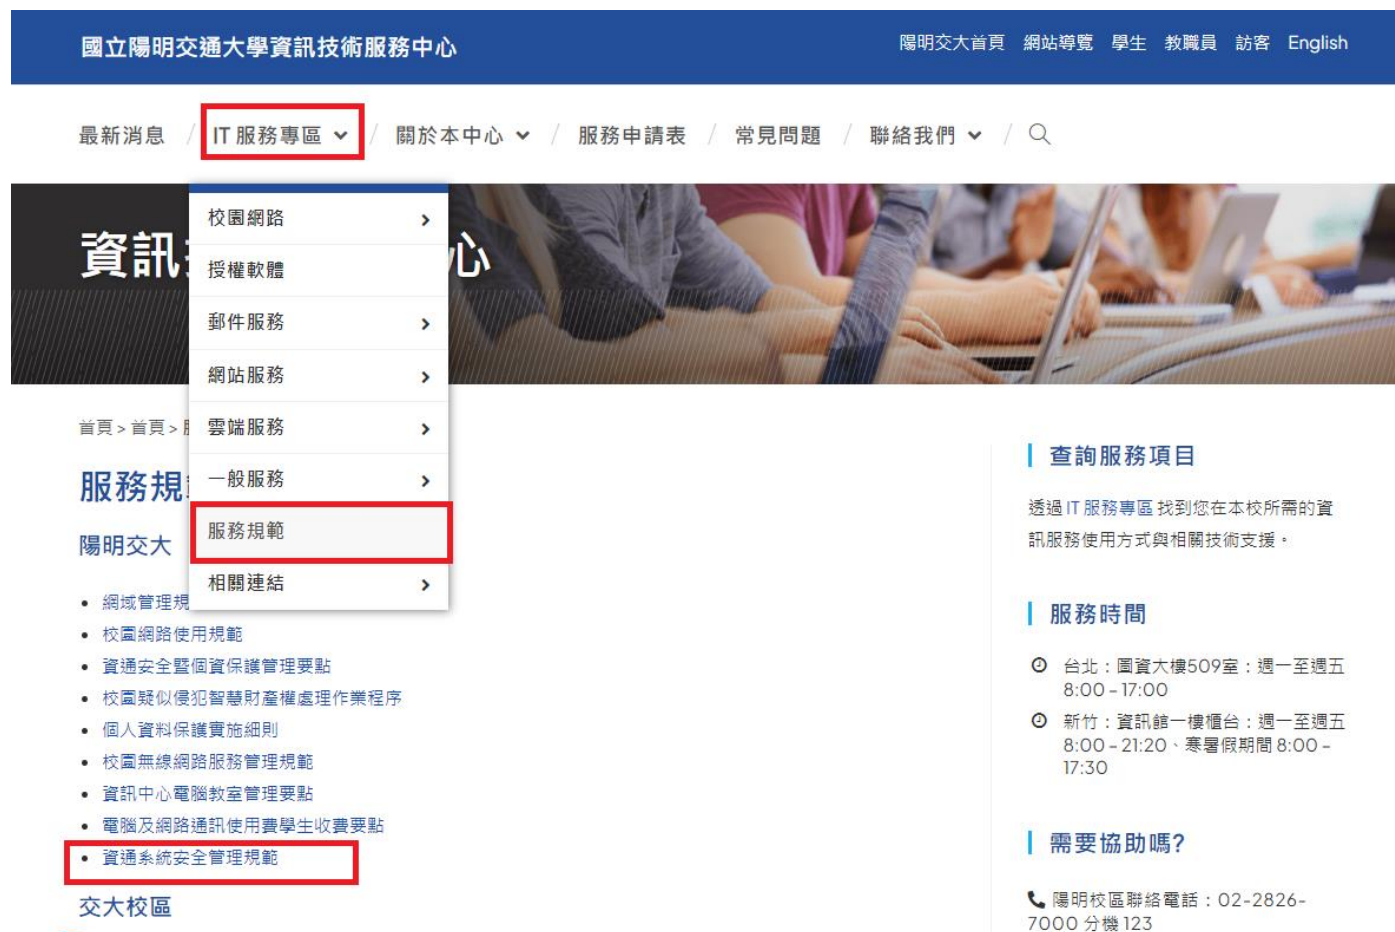 國立陽明交通大學資訊技術服務中心
陽明交大首頁 網站導覽 學生 教職員 訪客 English
最新消息 / IT 服務專區 / 關於本中心 / 服務申請表 / 常見問題 / 聯絡我們 /
資訊
心
校園網路
授權軟體
郵件服務
網站服務
雲端服務
一般服務
服務規範
相關連結
首頁 > 首頁 >
服務規
陽明交大
網域管理規
校園網路使用規範
資通安全暨個資保護管理要點
校園疑似侵犯智慧財產權處理作業程序
個人資料保護實施細則
校園無線網路服務管理規範
資訊中心電腦教室管理要點
電腦及網路通訊使用費學生收費要點
資通系統安全管理規範
交大校區
查詢服務項目
透過 IT 服務專區 找到您在本校所需的資
訊服務使用方式與相關技術支援。
服務時間
台北：圖資大樓509室：週一至週五
8:00 – 17:00
新竹：資訊館一樓櫃台：週一至週五
8:00 – 21:20、寒暑假期間 8:00 –
17:30
需要協助嗎?
陽明校區聯絡電話：02-2826-
7000 分機 123